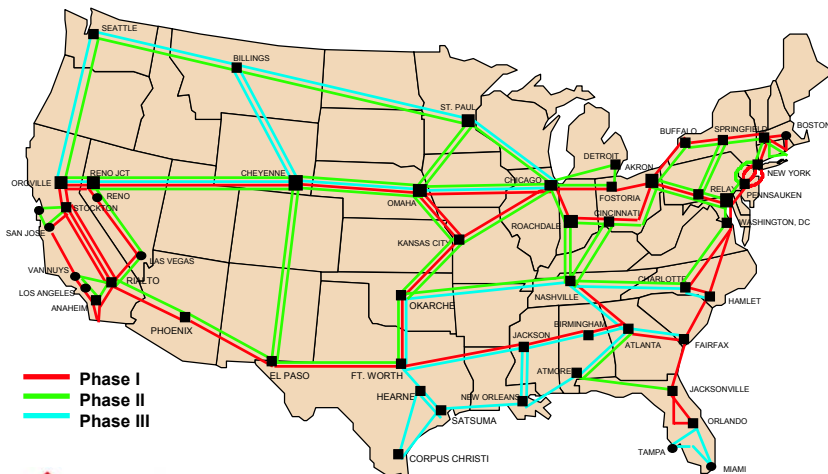 SEATTLE
BILLINGS
ST. PAUL
BUFFALO
SPRINGFIELD
BOSTON
DETROIT
AKRON
NEW YORK
OROVILLE
RENO JCT
CHEYENNE
CHICAGO
RENO
OMAHA
FOSTORIA
RELAY
PENNSAUKEN
STOCKTON
ROACHDALE
CINCINNATI
WASHINGTON, DC
SAN JOSE
KANSAS CITY
LAS VEGAS
VAN NUYS
RIALTO
CHARLOTTE
LOS ANGELES
NASHVILLE
HAMLET
ANAHEIM
OKARCHE
PHOENIX
JACKSON
BIRMINGHAM
ATLANTA
FAIRFAX
EL PASO
FT. WORTH
ATMORE
Phase I
Phase II
Phase III
HEARNE
NEW ORLEANS
JACKSONVILLE
SATSUMA
ORLANDO
TAMPA
CORPUS CHRISTI
MIAMI